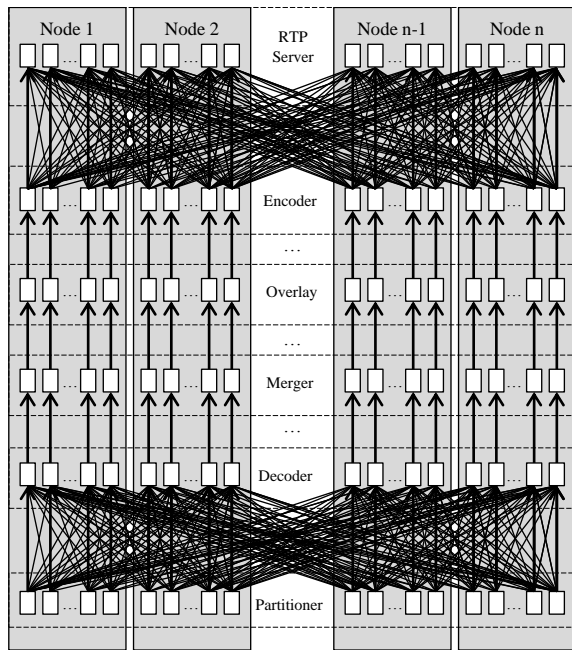 Node 1
Node 2
RTP
Server
Node n-1
Node n
… … … …
Encoder
… … … …
…
Overlay
… … … …
…
Merger
… … … …
…
Decoder
… … … …
Partitioner
… … … …